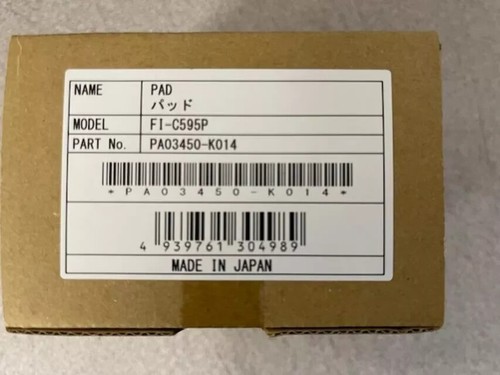 NAME PAD
パッド
MODEL FI-C595P
PART No. PA03450-K014
*PA03450-K014*
4 939761 304989
MADE IN JAPAN